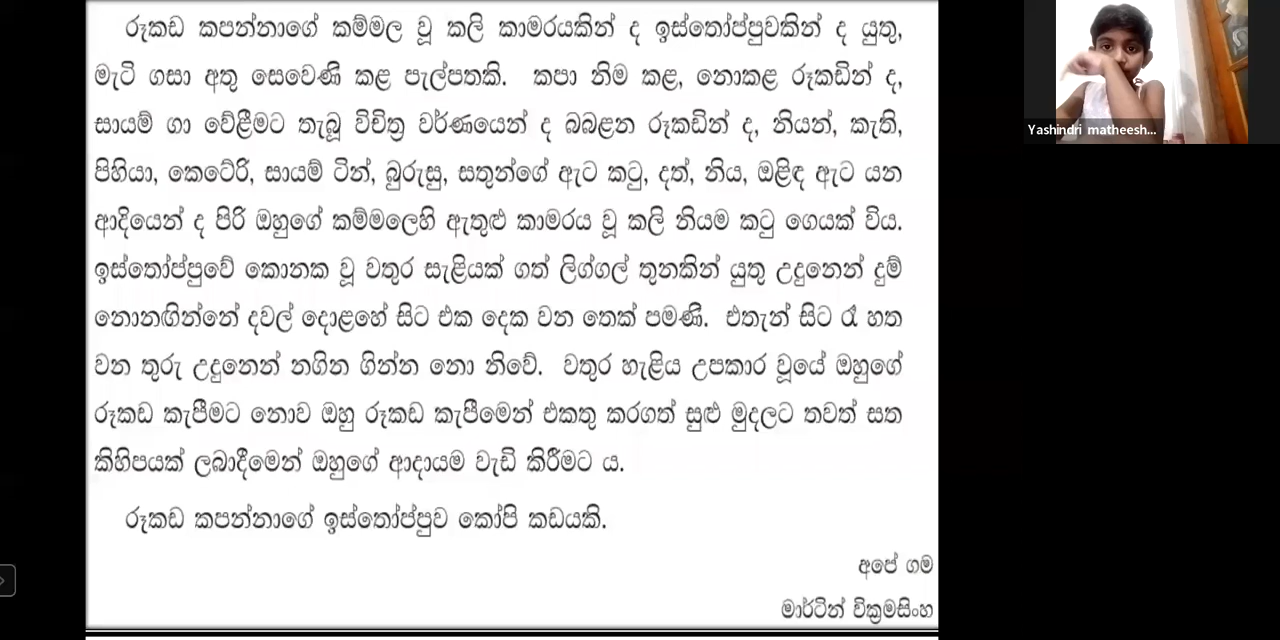 රූකඩ කපන්නාගේ කම්මල වූ කලි කාමරයකින් ද ඉස්තෝප්පුවකින් ද යුතු,
මැටි ගසා අතු සෙවෙණි කළ පැල්පතකි. කපා නිම කළ, නොකළ රූකඩින් ද,
සායම් ගා වේළීමට තැබූ විචිත්‍ර වර්ණයෙන් ද බබළන රූකඩින් ද, නියන්, කැති,
පිහියා, කෙටේරි, සායම් ටින්, බුරුසු, සතුන්ගේ ඇට කටු, දත්, නිය, ඔළිඳ ඇට යන
ආදියෙන් ද පිරි ඔහුගේ කම්මලෙහි ඇතුළු කාමරය වූ කලි නියම කටු ගෙයක් විය.
ඉස්තෝප්පුවේ කොනක වූ වතුර සැළියක් ගත් ලිග්ගල් තුනකින් යුතු උදුනෙන් දුම්
නොනඟින්නේ දවල් දොළහේ සිට එක දෙක වන තෙක් පමණි. එතැන් සිට රෑ හත
වන තුරු උදුනෙන් නගින ගින්න නො නිවේ. වතුර හැළිය උපකාර වූයේ ඔහුගේ
රූකඩ කැපීමට නොව ඔහු රූකඩ කැපීමෙන් එකතු කරගත් සුළු මුදලට තවත් සත
කිහිපයක් ලබාදීමෙන් ඔහුගේ ආදායම වැඩි කිරීමට ය.
රූකඩ කපන්නාගේ ඉස්තෝප්පුව කෝපි කඩයකි.
අපේ ගම
මාර්ටින් වික්‍රමසිංහ
Yashindri matheesh...